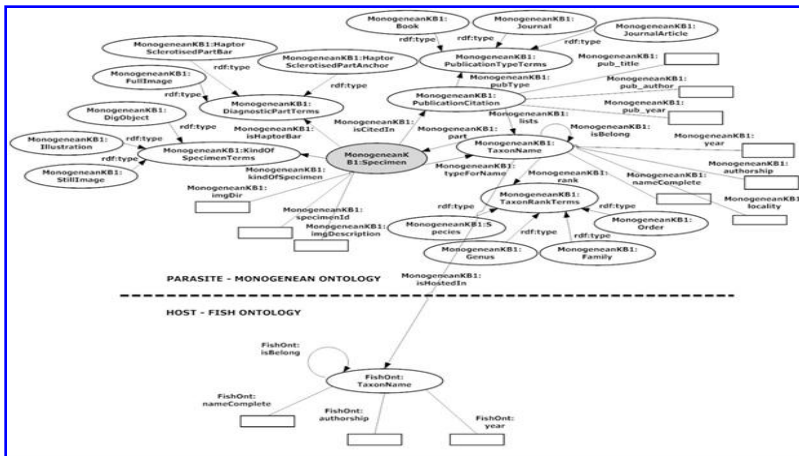 MonogeneanKB1:
Book
MonogeneanKB1:
Journal
MonogeneanKB1:
JournalArticle
rdf:type
rdf:type
rdf:type
MonogeneanKB1:Haptor
SclerotisedPartBar
MonogeneanKB1:Haptor
SclerotisedPartAnchor
rdf:type
rdf:type
MonogeneanKB1:
PublicationTypeTerms
MonogeneanKB1:
pub_title
MonogeneanKB1:
FullImage
rdf:type
MonogeneanKB1:
pubType
MonogeneanKB1:
pub_author
MonogeneanKB1:
DigObject
rdf:type
MonogeneanKB1:
DiagnosticPartTerms
MonogeneanKB1:
PublicationCitation
MonogeneanKB1:
pub_year
MonogeneanKB1:
isCitedIn
MonogeneanKB1:
isHaptorBar
MonogeneanKB1:
lists
MonogeneanKB1:
isBelong
MonogeneanKB1:
Illustration
rdf:type
MonogeneanKB1:
part
MonogeneanKB1:
TaxonName
MonogeneanKB1:
year
MonogeneanKB1:KindOf
SpecimenTerms
MonogeneanK
B1:Specimen
MonogeneanKB1:
StillImage
rdf:type
MonogeneanKB1:
kindOfSpecimen
MonogeneanKB1:
typeForName
MonogeneanKB1:
rank
MonogeneanKB1:
authorship
MonogeneanKB1:
nameComplete
MonogeneanKB1:
imgDir
MonogeneanKB1:
TaxonRankTerms
MonogeneanKB1:
locality
MonogeneanKB1:
specimenId
MonogeneanKB1:
imgDescription
rdf:type
rdf:type
rdf:type
rdf:type
MonogeneanKB1:S
pecies
MonogeneanKB1:
Genus
MonogeneanKB1:
Family
MonogeneanKB1:
Order
MonogeneanKB1:
isHostedIn
PARASITE - MONOGENEAN ONTOLOGY
HOST - FISH ONTOLOGY
FishOnt:
isBelong
FishOnt:
TaxonName
FishOnt:
nameComplete
FishOnt:
authorship
FishOnt:
year